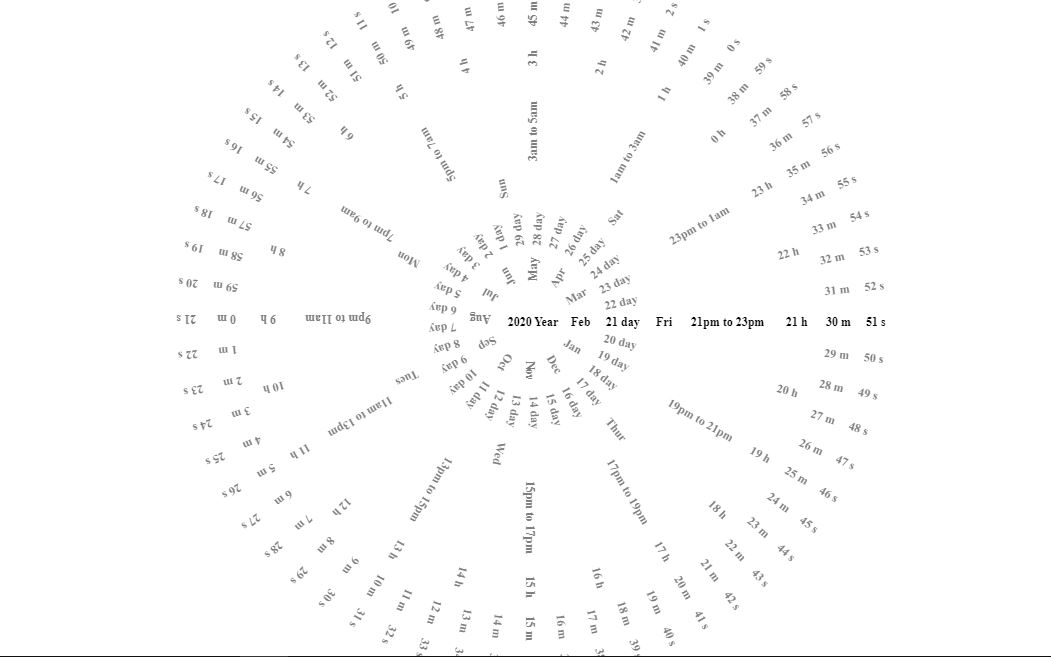 2020 Year Feb 21 day Fri 21pm to 23pm 21 h 30 m 51 s
Mar
Apr
May
Jun
Jul
Aug
Sep
Oct
Nov
Dec
Jan
22 day
23 day
24 day
25 day
26 day
27 day
28 day
29 day
1 day
2 day
3 day
4 day
5 day
6 day
7 day
8 day
9 day
10 day
11 day
12 day
13 day
14 day
15 day
16 day
17 day
18 day
19 day
20 day
Sat
Sun
Mon
Tues
Wed
Thur
23pm to 1am
1am to 3am
3am to 5am
5pm to 7am
7pm to 9am
9pm to 11am
11am to 13pm
13pm to 15pm
15pm to 17pm
17pm to 19pm
19pm to 21pm
22 h
23 h
0 h
1 h
2 h
3 h
4 h
5 h
6 h
7 h
8 h
9 h
10 h
11 h
12 h
13 h
14 h
15 h
16 h
17 h
18 h
19 h
20 h
31 m
32 m
33 m
34 m
35 m
36 m
37 m
38 m
39 m
40 m
41 m
42 m
43 m
44 m
45 m
46 m
47 m
48 m
49 m
50 m
51 m
52 m
53 m
54 m
55 m
56 m
57 m
58 m
59 m
0 m
1 m
2 m
3 m
4 m
5 m
6 m
7 m
8 m
9 m
10 m
11 m
12 m
13 m
14 m
15 m
16 m
17 m
18 m
19 m
20 m
21 m
22 m
23 m
24 m
25 m
26 m
27 m
28 m
29 m
52 s
53 s
54 s
55 s
56 s
57 s
58 s
59 s
0 s
1 s
2 s
11 s
12 s
13 s
14 s
15 s
16 s
17 s
18 s
19 s
20 s
21 s
22 s
23 s
24 s
25 s
26 s
27 s
28 s
29 s
30 s
31 s
32 s
33 s
39 s
40 s
41 s
42 s
43 s
44 s
45 s
46 s
47 s
48 s
49 s
50 s